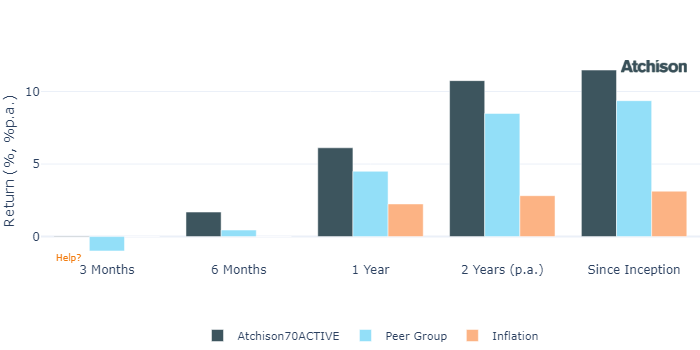 Atchison
Return (%, %p.a.)
10
5
0
Help?
3 Months
6 Months
1 Year
2 Years (p.a.)
Since Inception
Atchison70ACTIVE
Peer Group
Inflation